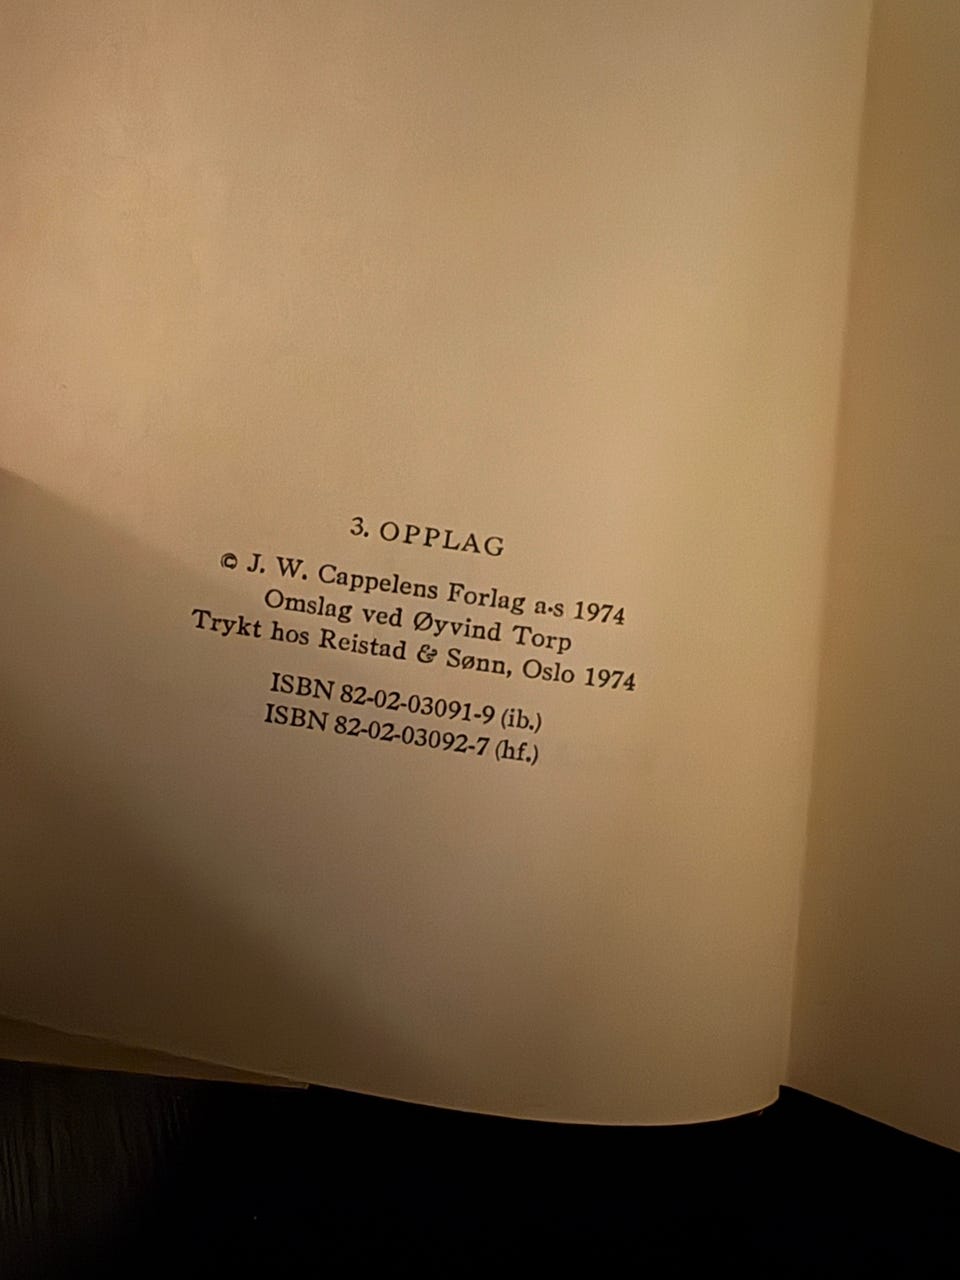 3. OPPLAG
© J. W. Cappelens Forlag a·s 1974
Omslag ved Øyvind Torp
Trykt hos Reistad & Sønn, Oslo 1974
ISBN 82-02-03091-9 (ib.)
ISBN 82-02-03092-7 (hf.)